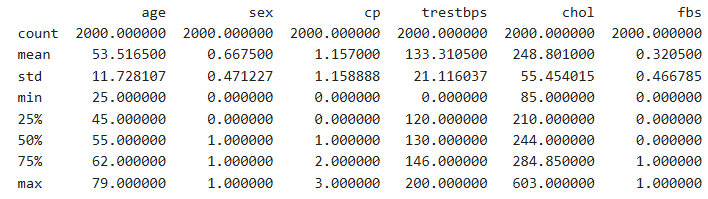 age sex cp trestbps chol fbs
count 2000.000000 2000.000000 2000.000000 2000.000000 2000.000000 2000.000000
mean 53.516500 0.667500 1.157000 133.310500 248.801000 0.320500
std 11.728107 0.471227 1.158888 21.116037 55.454015 0.466785
min 25.000000 0.000000 0.000000 0.000000 85.000000 0.000000
25% 45.000000 0.000000 0.000000 120.000000 210.000000 0.000000
50% 55.000000 1.000000 1.000000 130.000000 244.000000 0.000000
75% 62.000000 1.000000 2.000000 146.000000 284.850000 1.000000
max 79.000000 1.000000 3.000000 200.000000 603.000000 1.000000